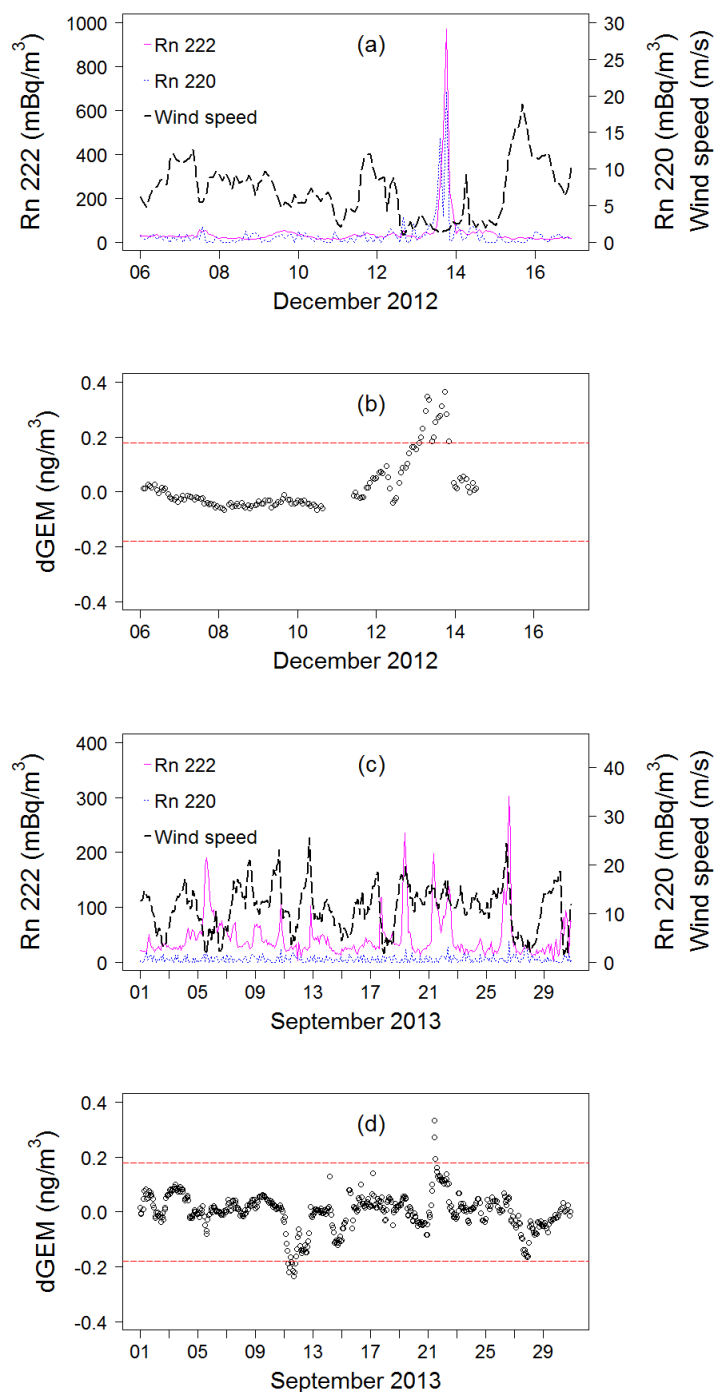 (a)
Rn 222
Rn 220
Wind speed
Rn 222 (mBq/m³)
1000
800
600
400
200
0
Rn 220 (mBq/m³)
Wind speed (m/s)
30
25
20
15
10
5
0
06 08 10 12 14 16
December 2012
(b)
dGEM (ng/m³)
0.4
0.2
0.0
-0.2
-0.4
06 08 10 12 14 16
December 2012
(c)
Rn 222
Rn 220
Wind speed
Rn 222 (mBq/m³)
400
300
200
100
0
Rn 220 (mBq/m³)
Wind speed (m/s)
40
30
20
10
0
01 05 09 13 17 21 25 29
September 2013
(d)
dGEM (ng/m³)
0.4
0.2
0.0
-0.2
-0.4
01 05 09 13 17 21 25 29
September 2013